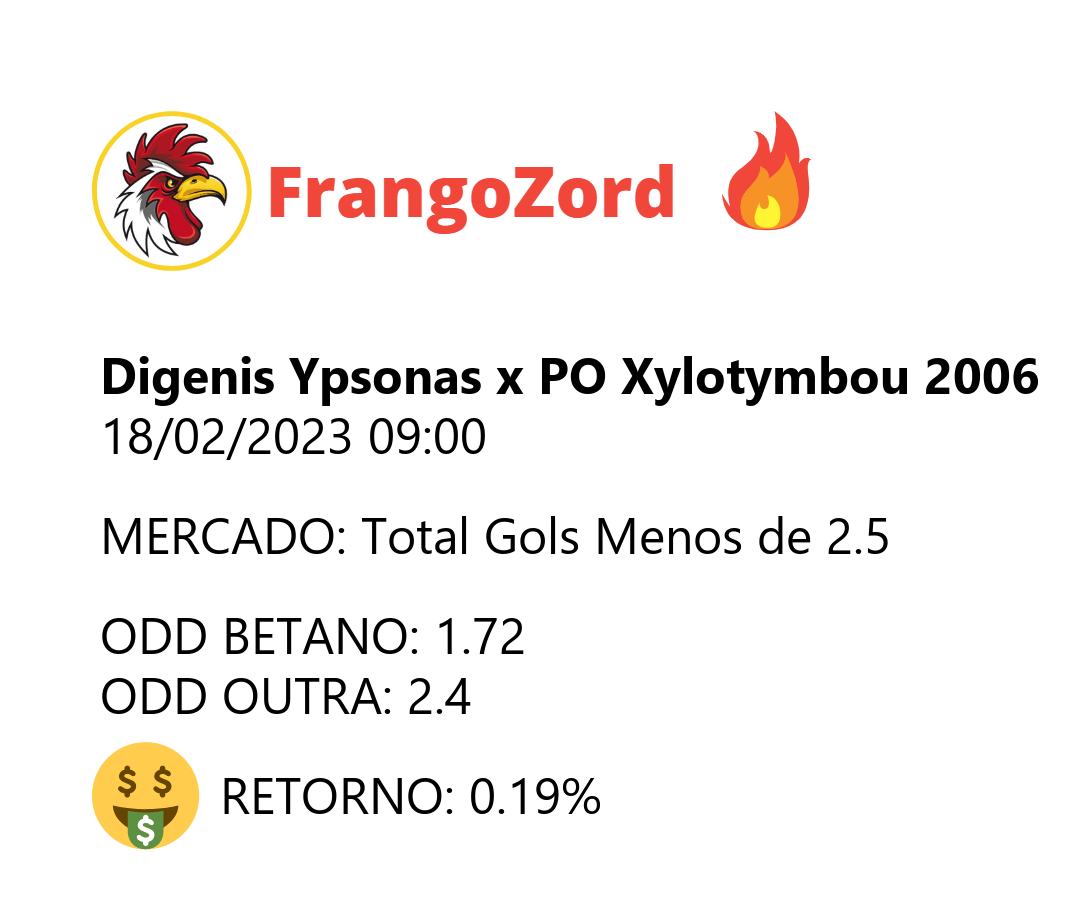 FrangoZord
Digenis Ypsonas x PO Xylotymbou 2006
18/02/2023 09:00
MERCADO: Total Gols Menos de 2.5
ODD BETANO: 1.72
ODD OUTRA: 2.4
$ $
$
RETORNO: 0.19%